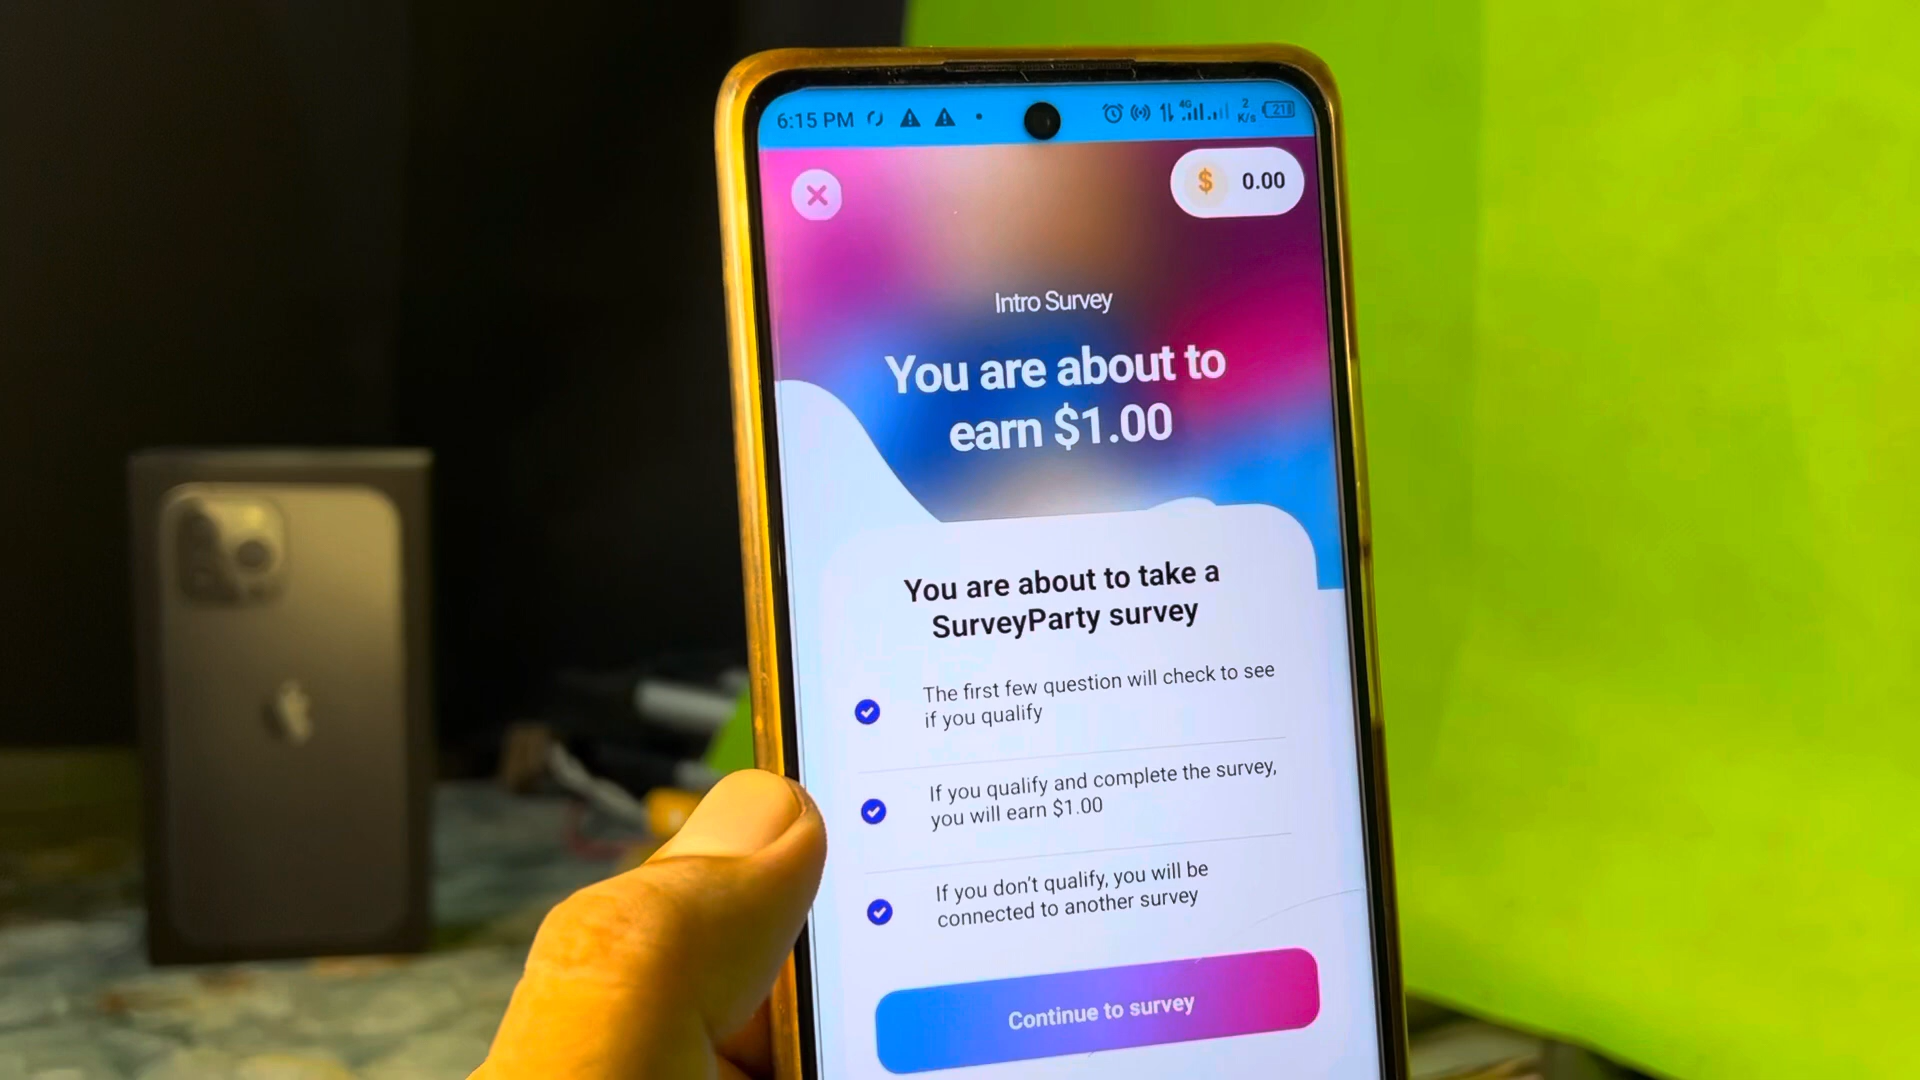 6:15 PM
4G
2
K/s
21
$ 0.00
Intro Survey
You are about to
earn $1.00
You are about to take a
SurveyParty survey
The first few question will check to see
if you qualify
If you qualify and complete the survey,
you will earn $1.00
If you don't qualify, you will be
connected to another survey
Continue to survey